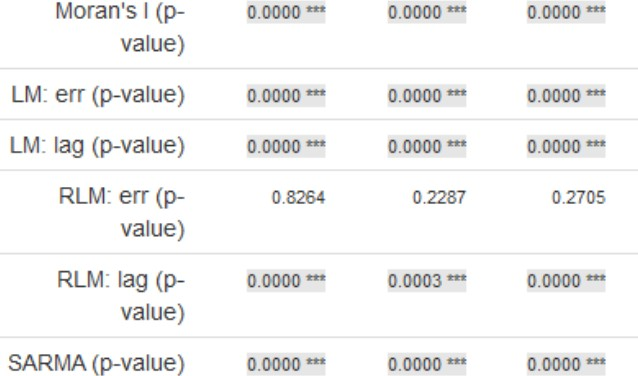 Moran's I (p-value) 0.0000 *** 0.0000 *** 0.0000 ***
LM: err (p-value) 0.0000 *** 0.0000 *** 0.0000 ***
LM: lag (p-value) 0.0000 *** 0.0000 *** 0.0000 ***
RLM: err (p-value) 0.8264 0.2287 0.2705
RLM: lag (p-value) 0.0000 *** 0.0003 *** 0.0000 ***
SARMA (p-value) 0.0000 *** 0.0000 *** 0.0000 ***